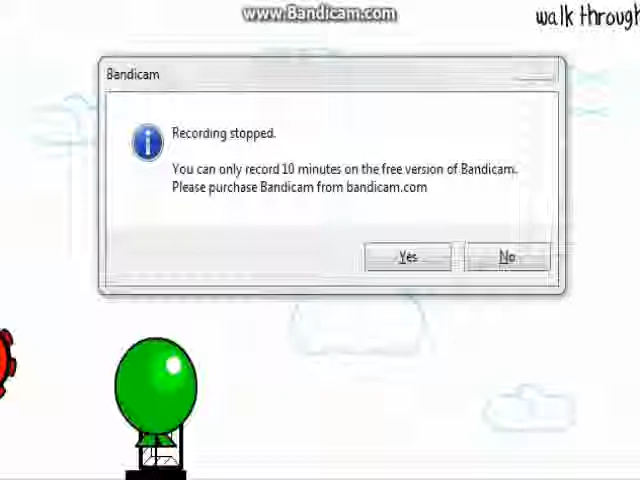 www.Bandicam.com
walk through
Bandicam
Recording stopped.
You can only record 10 minutes on the free version of Bandicam.
Please purchase Bandicam from bandicam.com
Yes
No